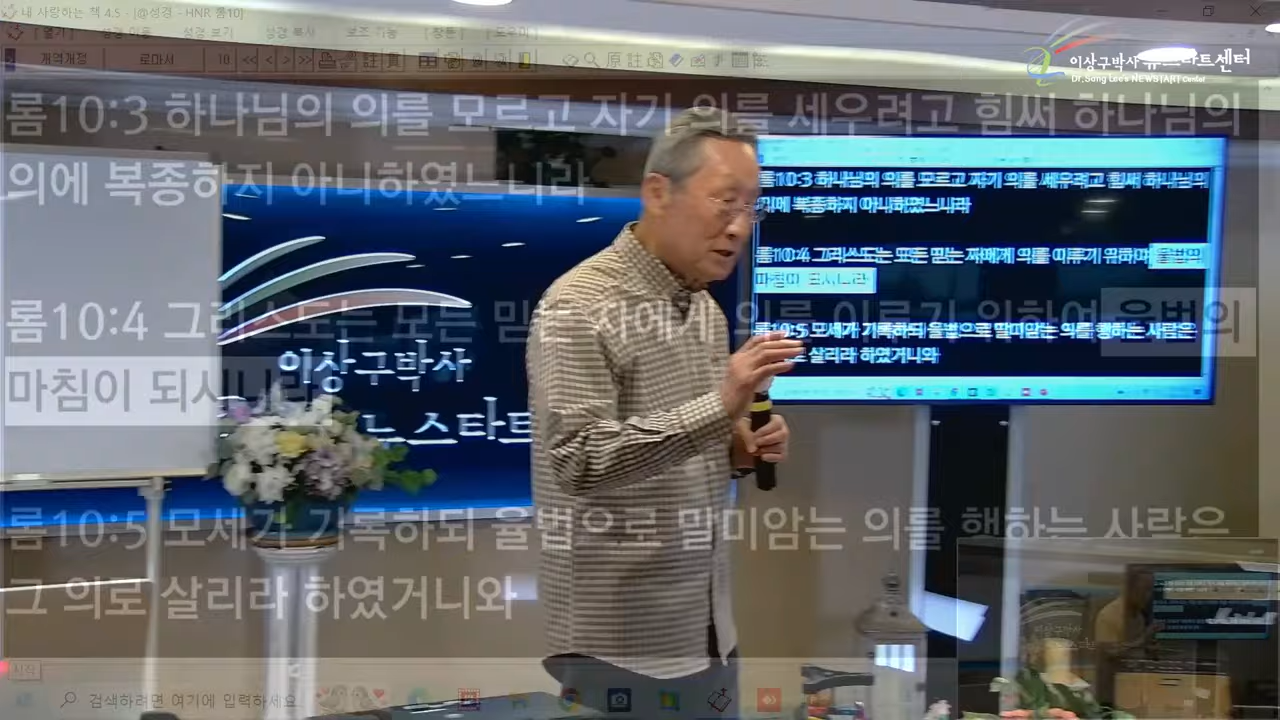 내 사랑하는 책 4.5 - [@성경 - HNR 롬10]
개역개정 로마서 10
이상구박사 뉴스타트센터
Dr. Sang Lee's NEWSTART Center
롬10:3 하나님의 의를 모르고 자기 의를 세우려고 힘써 하나님의
의에 복종하지 아니하였느니라
롬10:4 그리스도는 모든 믿는 자에게 의를 이루기 위하여 율법의
마침이 되시니라
롬10:5 모세가 기록하되 율법으로 말미암는 의를 행하는 사람은
그 의로 살리라 하였거니와
롬10:3 하나님의 의를 모르고 자기 의를 세우려고 힘써 하나님의
의에 복종하지 아니하였느니라
롬10:4 그리스도는 모든 믿는 자에게 의를 이루기 위하여 율법의
마침이 되시니라
롬10:5 모세가 기록하되 율법으로 말미암는 의를 행하는 사람은
로 살리라 하였거니와
이상구박사
뉴스타트
시작
검색하려면 여기에 입력하세요.